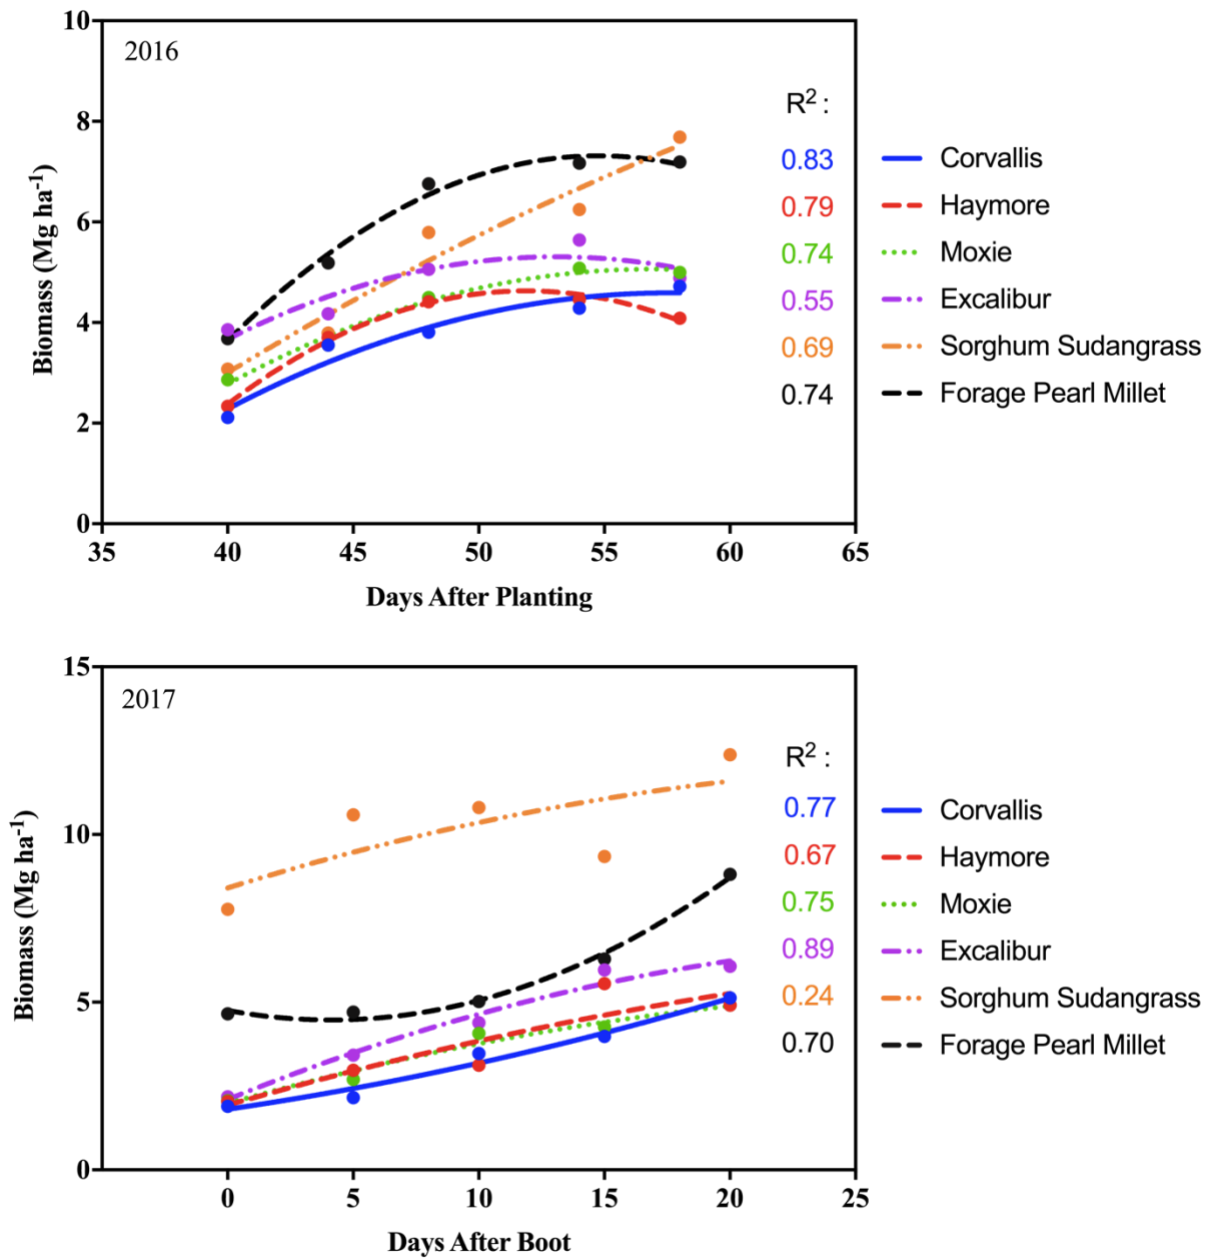 10
2016
8
6
4
2
0
Biomass (Mg ha-1)
35 40 45 50 55 60 65
Days After Planting
R2 :
0.83
0.79
0.74
0.55
0.69
0.74
Corvallis
Haymore
Moxie
Excalibur
Sorghum Sudangrass
Forage Pearl Millet
15
2017
10
5
0
Biomass (Mg ha-1)
0 5 10 15 20 25
Days After Boot
R2 :
0.77
0.67
0.75
0.89
0.24
0.70
Corvallis
Haymore
Moxie
Excalibur
Sorghum Sudangrass
Forage Pearl Millet